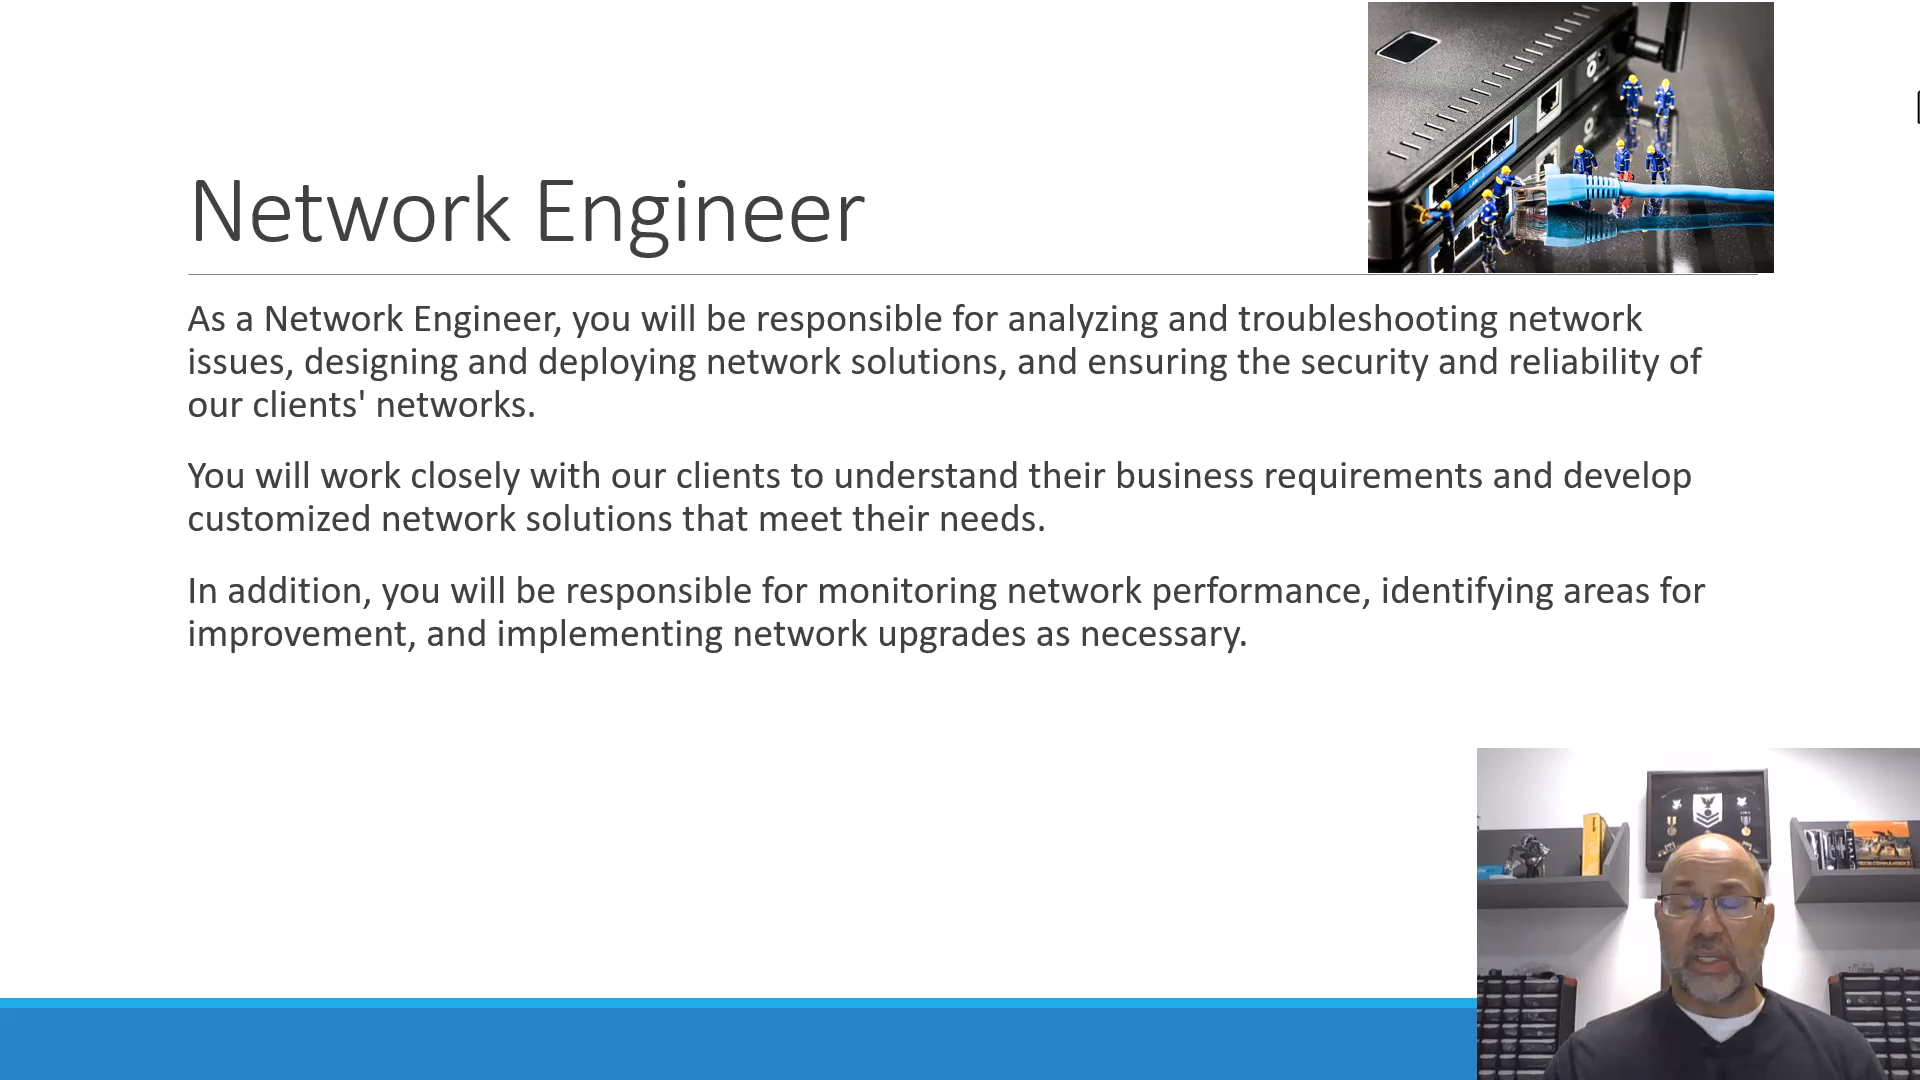 Network Engineer
As a Network Engineer, you will be responsible for analyzing and troubleshooting network
issues, designing and deploying network solutions, and ensuring the security and reliability of
our clients' networks.
You will work closely with our clients to understand their business requirements and develop
customized network solutions that meet their needs.
In addition, you will be responsible for monitoring network performance, identifying areas for
improvement, and implementing network upgrades as necessary.